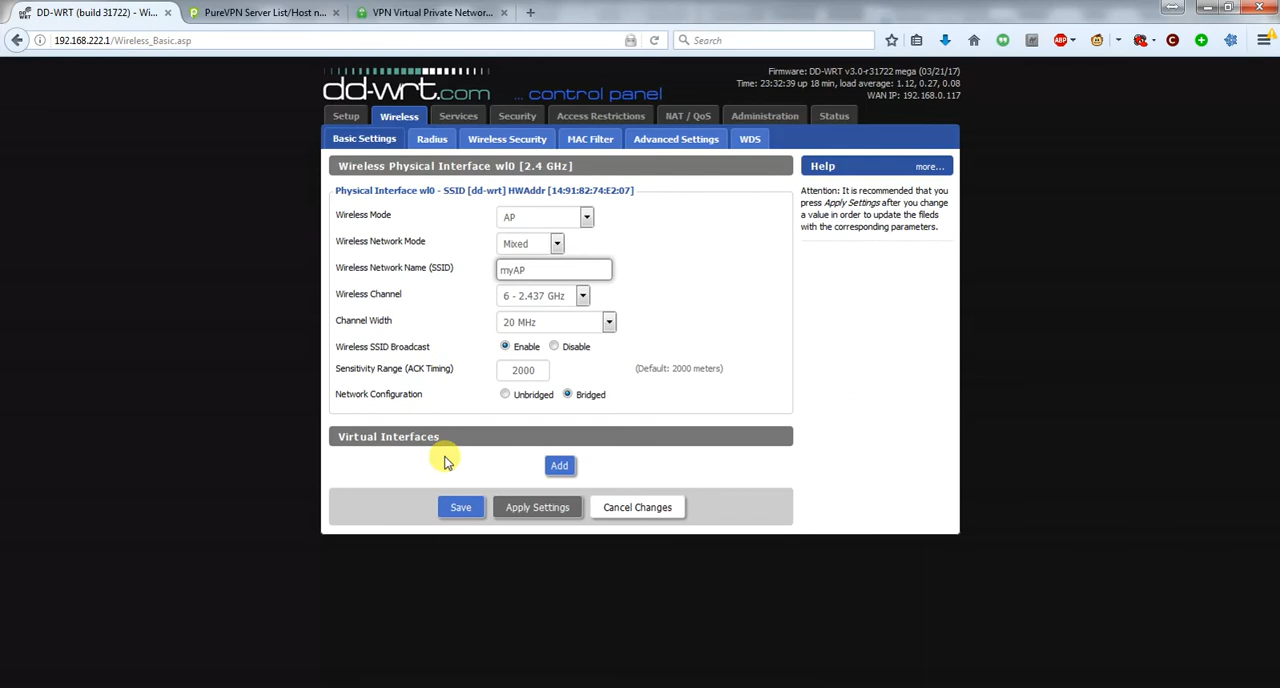 DD-WRT (build 31722) - Wi...
PureVPN Server List/Host n...
VPN Virtual Private Networ...
192.168.222.1/Wireless_Basic.asp
Search
ABP
dd-wrt.com
... control panel
Firmware: DD-WRT v3.0-r31722 mega (03/21/17)
Time: 23:32:39 up 18 min, load average: 1.12, 0.27, 0.08
WAN IP: 192.168.0.117
Setup Wireless Services Security Access Restrictions NAT / QoS Administration Status
Basic Settings Radius Wireless Security MAC Filter Advanced Settings WDS
Wireless Physical Interface wl0 [2.4 GHz]
Physical Interface wl0 - SSID [dd-wrt] HWAddr [14:91:82:74:E2:07]
Wireless Mode AP
Wireless Network Mode Mixed
Wireless Network Name (SSID) myAP
Wireless Channel 6 - 2.437 GHz
Channel Width 20 MHz
Wireless SSID Broadcast Enable Disable
Sensitivity Range (ACK Timing) 2000 (Default: 2000 meters)
Network Configuration Unbridged Bridged
Virtual Interfaces
Add
Save Apply Settings Cancel Changes
Help more...
Attention: It is recommended that you
press Apply Settings after you change
a value in order to update the fileds
with the corresponding parameters.